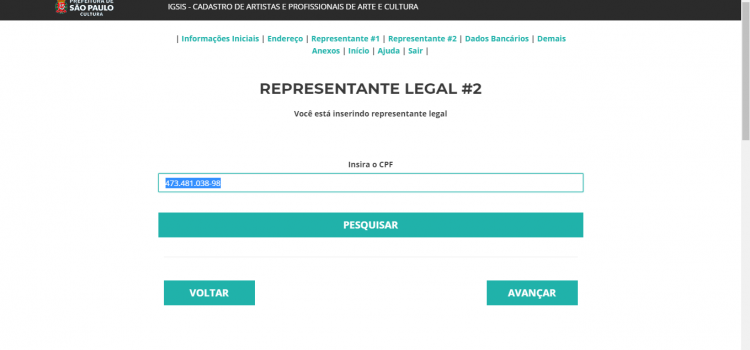 PREFEITURA DE
SÃO PAULO
CULTURA
IGSIS - CADASTRO DE ARTISTAS E PROFISSIONAIS DE ARTE E CULTURA
| Informações Iniciais | Endereço | Representante #1 | Representante #2 | Dados Bancários | Demais
Anexos | Início | Ajuda | Sair |
REPRESENTANTE LEGAL #2
Você está inserindo representante legal
Insira o CPF
473.481.038-98
PESQUISAR
VOLTAR
AVANÇAR